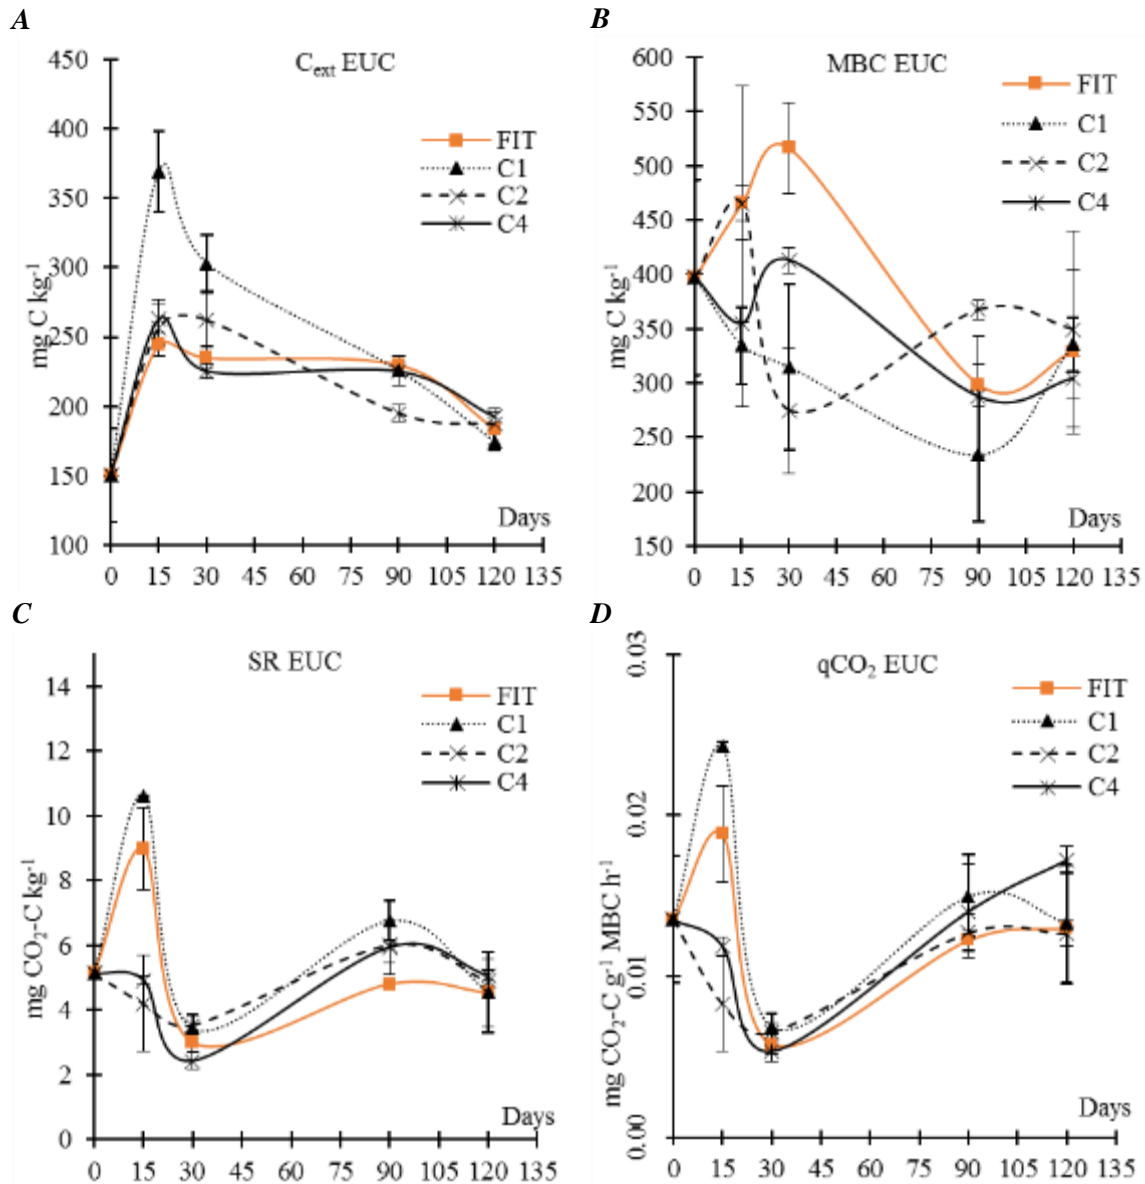 A
C_ext EUC
mg C kg⁻¹
450
400
350
300
250
200
150
100
FIT
C1
C2
C4
Days
0 15 30 45 60 75 90 105 120 135
B
MBC EUC
mg C kg⁻¹
600
550
500
450
400
350
300
250
200
150
FIT
C1
C2
C4
Days
0 15 30 45 60 75 90 105 120 135
C
SR EUC
mg CO₂-C kg⁻¹
14
12
10
8
6
4
2
0
FIT
C1
C2
C4
Days
0 15 30 45 60 75 90 105 120 135
D
qCO₂ EUC
mg CO₂-C g⁻¹ MBC h⁻¹
0.03
0.02
0.01
0.00
FIT
C1
C2
C4
Days
0 15 30 45 60 75 90 105 120 135